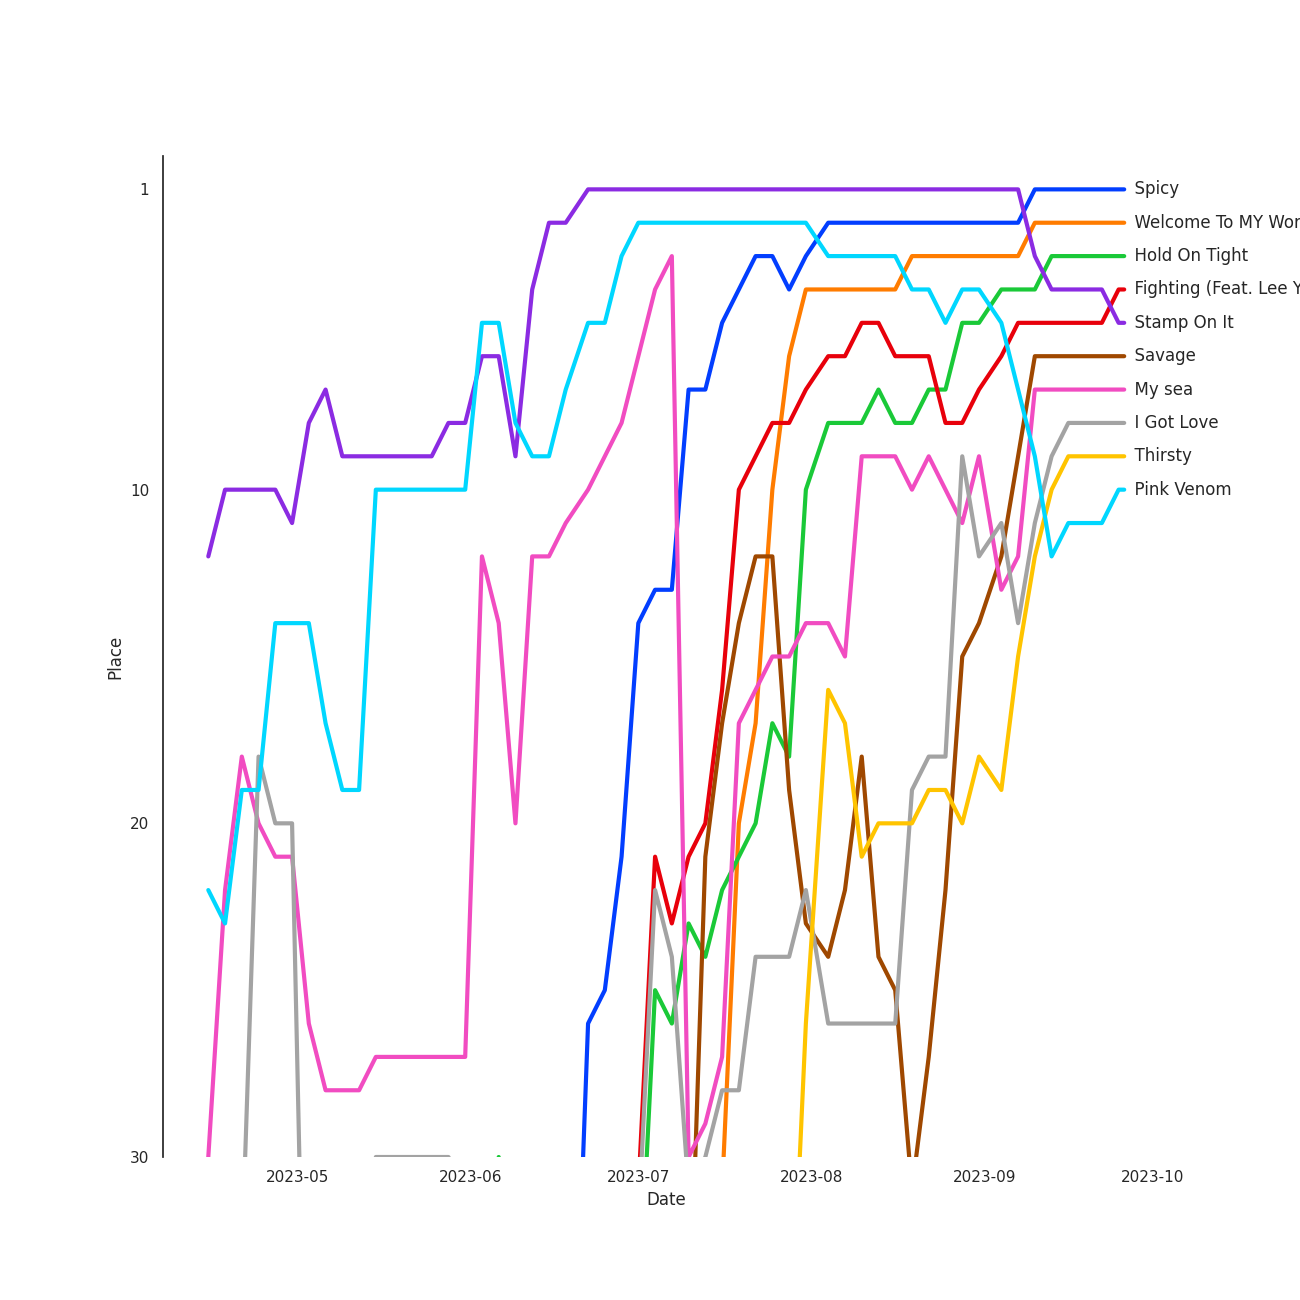 1
10
20
30
Place
Spicy
Welcome To MY Wor
Hold On Tight
Fighting (Feat. Lee Y
Stamp On It
Savage
My sea
I Got Love
Thirsty
Pink Venom
2023-05 2023-06 2023-07 2023-08 2023-09 2023-10
Date